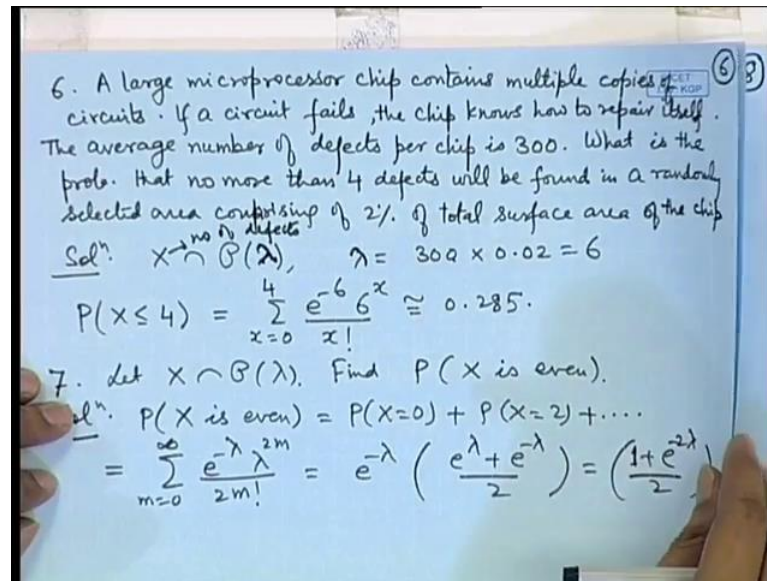 6. A large microprocessor chip contains multiple copies of
circuits. If a circuit fails, the chip knows how to repair itself.
The average number of defects per chip is 300. What is the
prob. that no more than 4 defects will be found in a randomly
selected area comprising of 2% of total surface area of the chip
Solⁿ. X → no of defects ∩ P(λ), λ = 300 × 0.02 = 6
P(X ≤ 4) = Σ_{x=0}^{4} e^{-6} 6^x / x! ≅ 0.285.
7. Let X ∩ P(λ). Find P(X is even).
Solⁿ. P(X is even) = P(X=0) + P(X=2) + ....
= Σ_{m=0}^{∞} e^{-λ} λ^{2m} / 2m! = e^{-λ} ( (e^{λ} + e^{-λ}) / 2 ) = ( (1 + e^{-2λ}) / 2 )
6
8
KGP